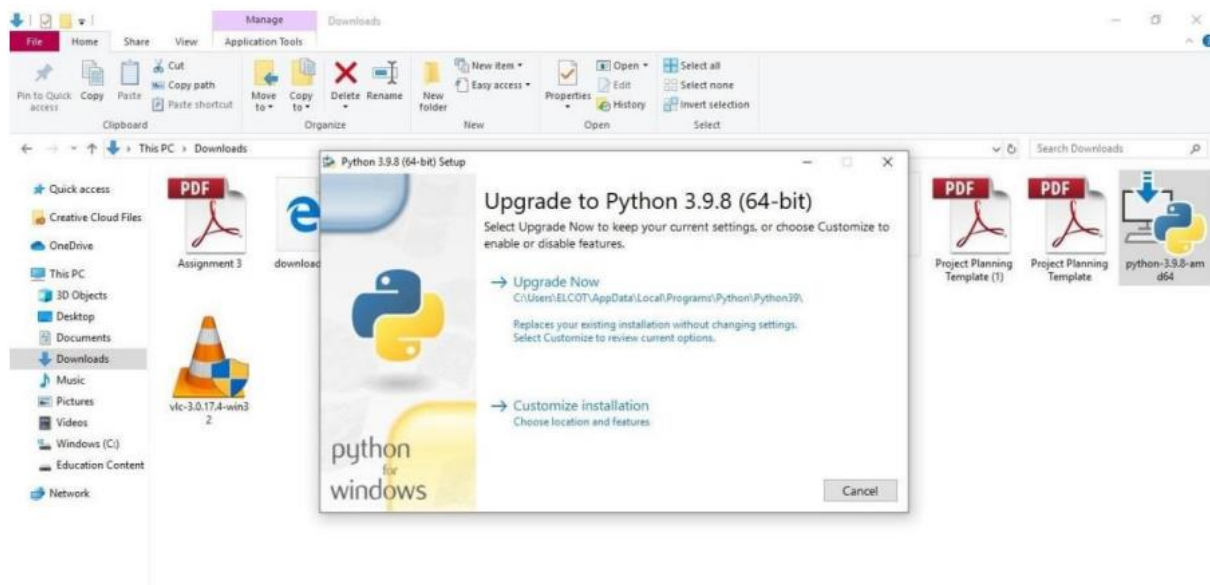 Manage
Downloads
File
Home
Share
View
Application Tools
Pin to Quick access
Copy
Paste
Cut
Copy path
Paste shortcut
Clipboard
Move to
Copy to
Delete
Rename
Organize
New folder
New item
Easy access
New
Properties
Open
Edit
History
Open
Select all
Select none
Invert selection
Select
This PC > Downloads
Search Downloads
Quick access
Creative Cloud Files
OneDrive
This PC
3D Objects
Desktop
Documents
Downloads
Music
Pictures
Videos
Windows (C:)
Education Content
Network
PDF
Assignment 3
download
vlc-3.0.17.4-win3
2
Python 3.9.8 (64-bit) Setup
Upgrade to Python 3.9.8 (64-bit)
Select Upgrade Now to keep your current settings, or choose Customize to
enable or disable features.
Upgrade Now
C:\Users\ELCOT\AppData\Local\Programs\Python\Python39\
Replaces your existing installation without changing settings.
Select Customize to review current options.
Customize installation
Choose location and features
python
for
windows
Cancel
PDF
Project Planning
Template (1)
PDF
Project Planning
Template
python-3.9.8-am
d64